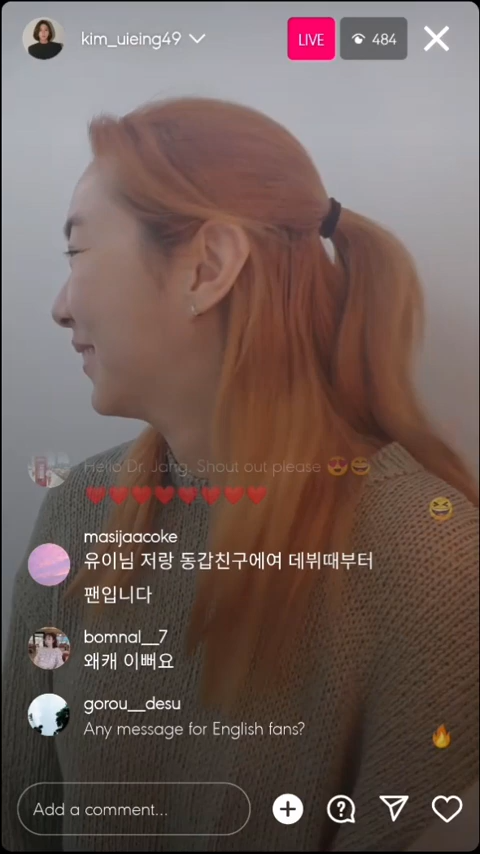 kim_uieing49
LIVE
484
Hello Dr. Jang. Shout out please 😍😄
❤️❤️❤️❤️❤️❤️❤️❤️
masijaacoke
유이님 저랑 동갑친구에여 데뷔때부터
팬입니다
bomnal__7
왜캐 이뻐요
gorou__desu
Any message for English fans?
Add a comment...